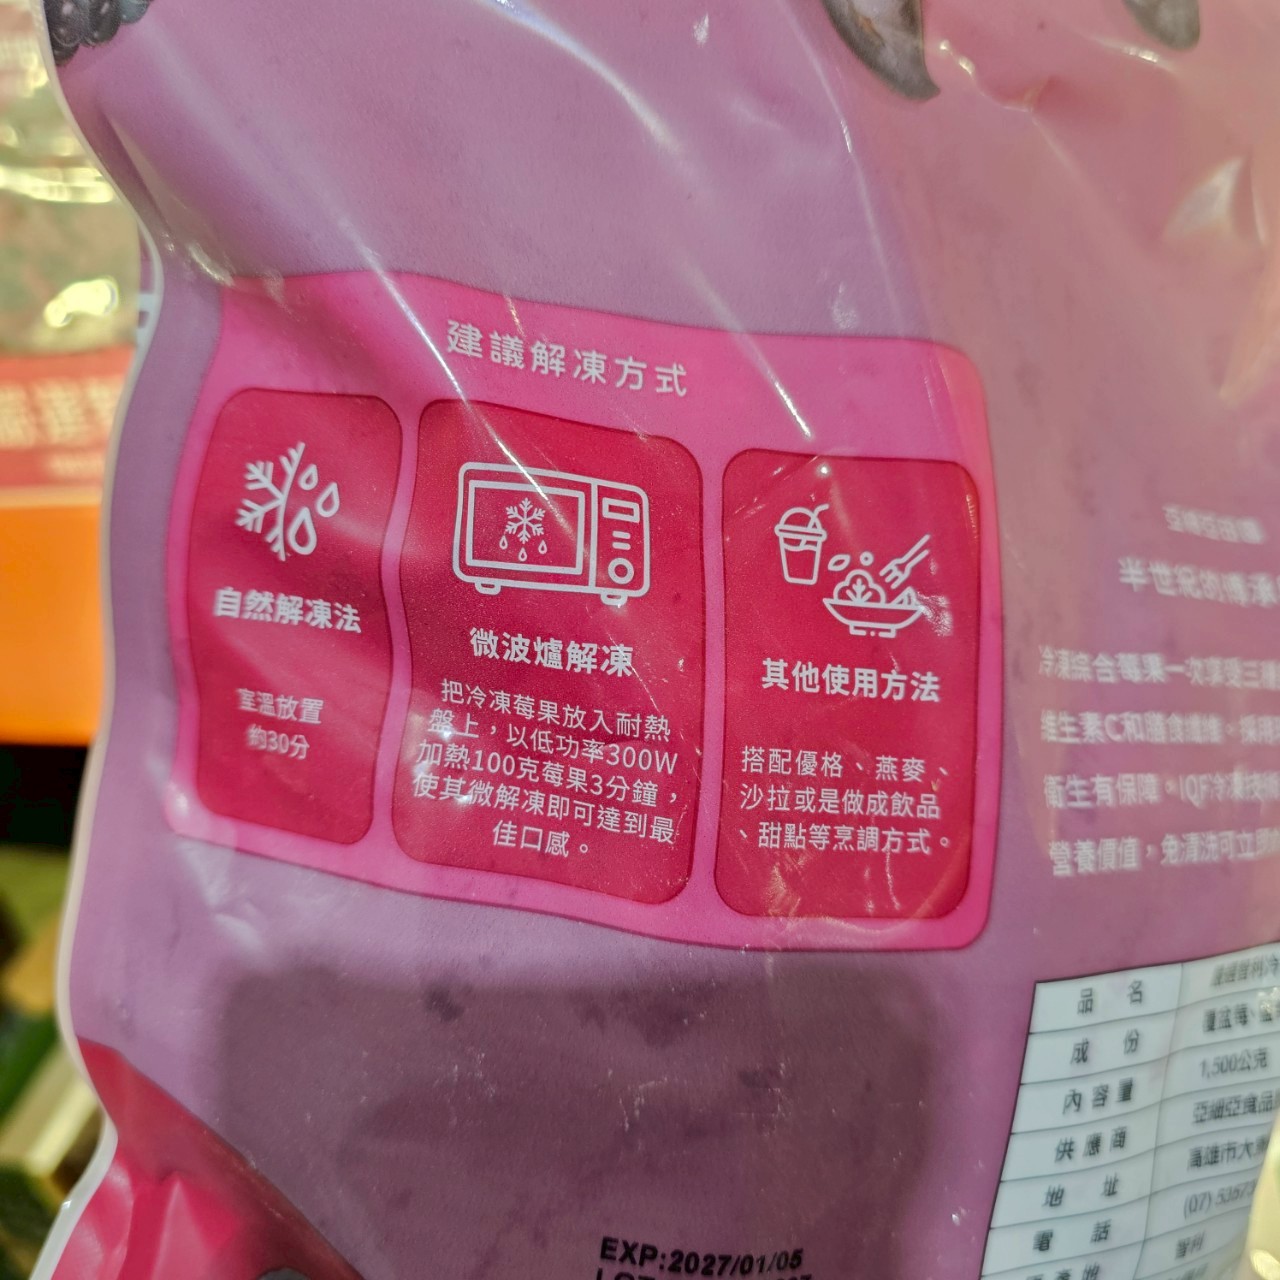 建議解凍方式
自然解凍法
室溫放置
約30分
微波爐解凍
把冷凍莓果放入耐熱
盤上，以低功率300W
加熱100克莓果3分鐘，
使其微解凍即可達到最
佳口感。
其他使用方法
搭配優格、燕麥、
沙拉或是做成飲品
、甜點等烹調方式。
半世紀的傳承
冷凍綜合莓果一次享受三種
維生素C和膳食纖維。採用
衛生有保障。IQF冷凍技術
營養價值，免清洗可立即
品名
成份
內容量 1,500公克
供應商 亞細亞食品
地址 高雄市大
電話 (07)
智利
EXP:2027/01/05